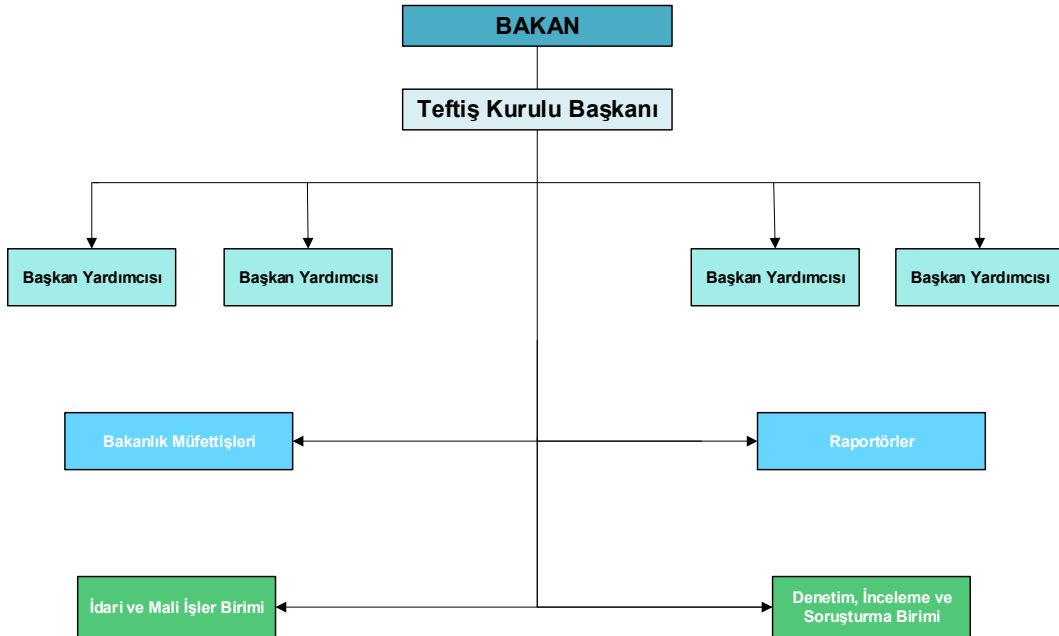 BAKAN
Teftiş Kurulu Başkanı
Başkan Yardımcısı
Başkan Yardımcısı
Başkan Yardımcısı
Başkan Yardımcısı
Bakanlık Müfettişleri
Raportörler
İdari ve Mali İşler Birimi
Denetim, İnceleme ve
Soruşturma Birimi